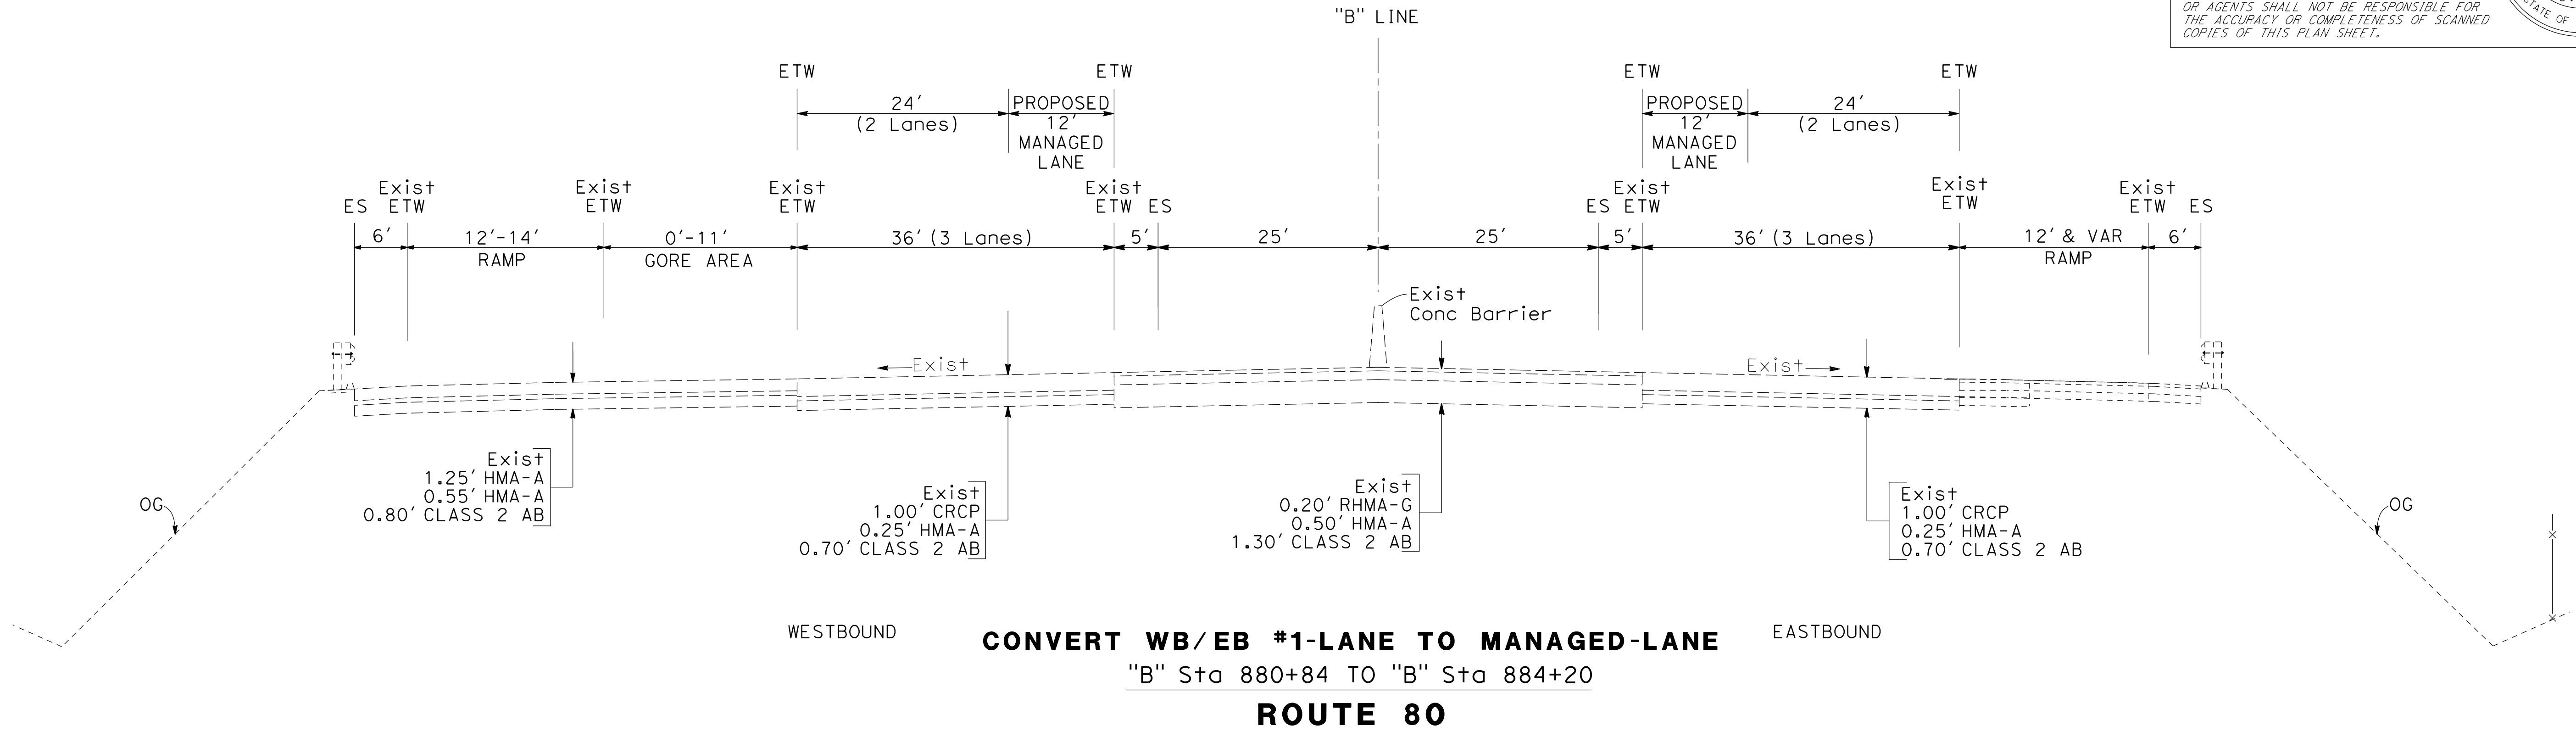 "B" LINE
OR AGENTS SHALL NOT BE RESPONSIBLE FOR
THE ACCURACY OR COMPLETENESS OF SCANNED
COPIES OF THIS PLAN SHEET.
STATE OF
ETW
ETW
ETW
ETW
24'
(2 Lanes)
PROPOSED
12'
MANAGED
LANE
PROPOSED
12'
MANAGED
LANE
24'
(2 Lanes)
ES
Exist
ETW
Exist
ETW
Exist
ETW
Exist
ETW
ES
ES
Exist
ETW
Exist
ETW
Exist
ETW
ES
6'
12'-14'
RAMP
0'-11'
GORE AREA
36' (3 Lanes)
5'
25'
25'
5'
36' (3 Lanes)
12' & VAR
RAMP
6'
Exist
Conc Barrier
Exist
Exist
Exist
1.25' HMA-A
0.55' HMA-A
0.80' CLASS 2 AB
Exist
1.00' CRCP
0.25' HMA-A
0.70' CLASS 2 AB
Exist
0.20' RHMA-G
0.50' HMA-A
1.30' CLASS 2 AB
Exist
1.00' CRCP
0.25' HMA-A
0.70' CLASS 2 AB
OG
OG
WESTBOUND
EASTBOUND
CONVERT WB/EB #1-LANE TO MANAGED-LANE
"B" Sta 880+84 TO "B" Sta 884+20
ROUTE 80